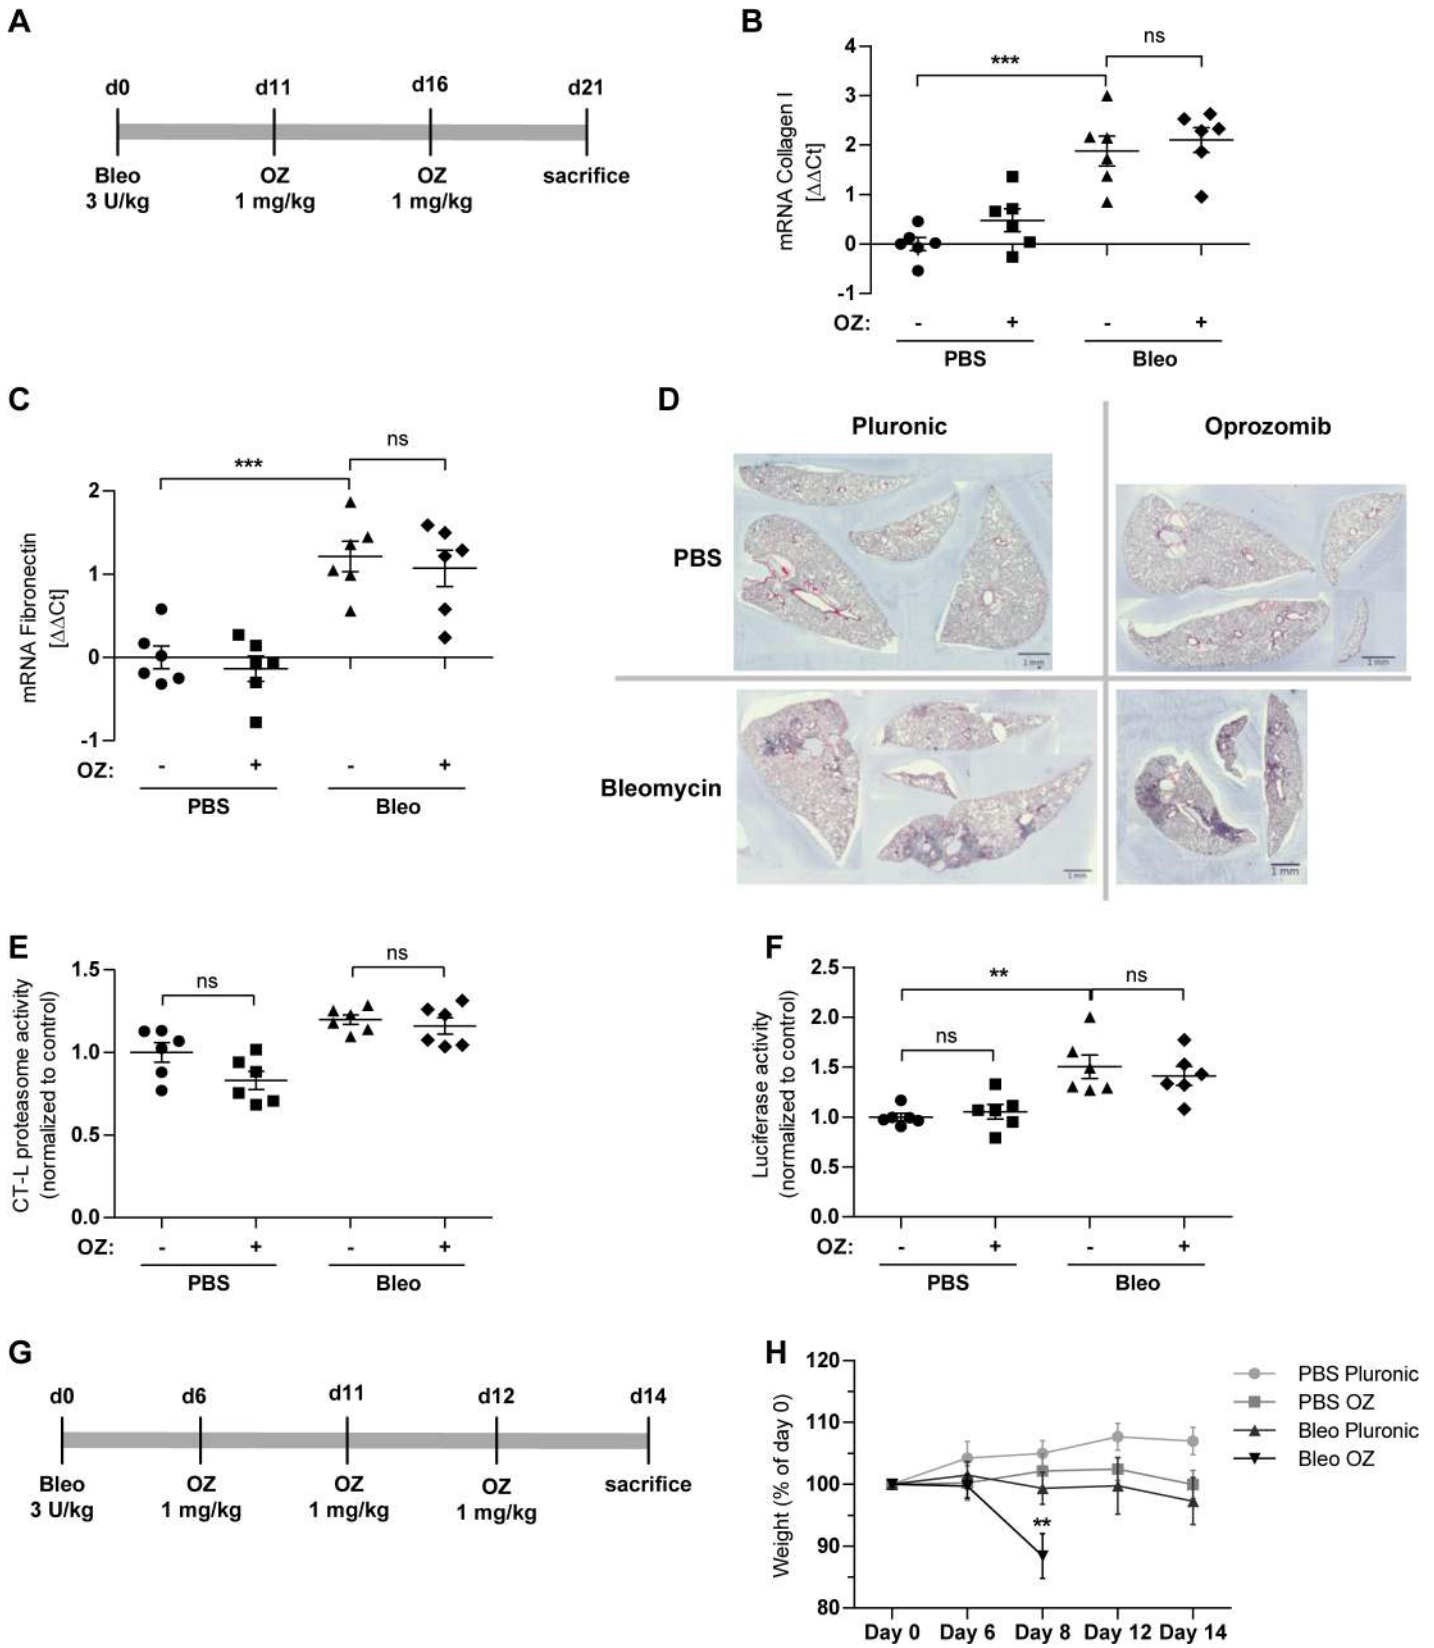 A
d0 d11 d16 d21
Bleo OZ OZ sacrifice
3 U/kg 1 mg/kg 1 mg/kg
B
mRNA Collagen I
[ΔΔCt]
4
3
2
1
0
-1
*** ns
OZ: - + - +
PBS Bleo
C
mRNA Fibronectin
[ΔΔCt]
2
1
0
-1
*** ns
OZ: - + - +
PBS Bleo
D
Pluronic Oprozomib
PBS
1 mm
1 mm
Bleomycin
1 mm
1 mm
E
CT-L proteasome activity
(normalized to control)
1.5
1.0
0.5
0.0
ns ns
OZ: - + - +
PBS Bleo
F
Luciferase activity
(normalized to control)
2.5
2.0
1.5
1.0
0.5
0.0
** ns
ns
OZ: - + - +
PBS Bleo
G
d0 d6 d11 d12 d14
Bleo OZ OZ OZ sacrifice
3 U/kg 1 mg/kg 1 mg/kg 1 mg/kg
H
Weight (% of day 0)
120
110
100
90
80
**
Day 0 Day 6 Day 8 Day 12 Day 14
PBS Pluronic
PBS OZ
Bleo Pluronic
Bleo OZ